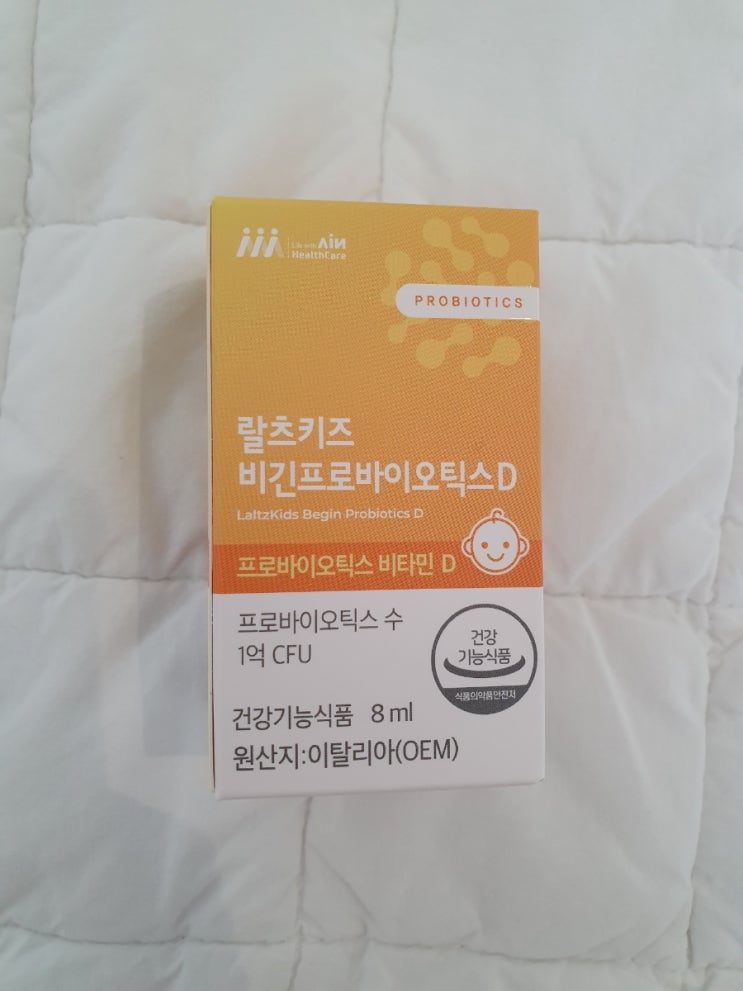 Life with AiN
HealthCare
PROBIOTICS
랄츠키즈
비긴프로바이오틱스D
LaltzKids Begin Probiotics D
프로바이오틱스 비타민 D
프로바이오틱스 수
1억 CFU
건강
기능식품
식품의약품안전처
건강기능식품 8 ml
원산지:이탈리아(OEM)